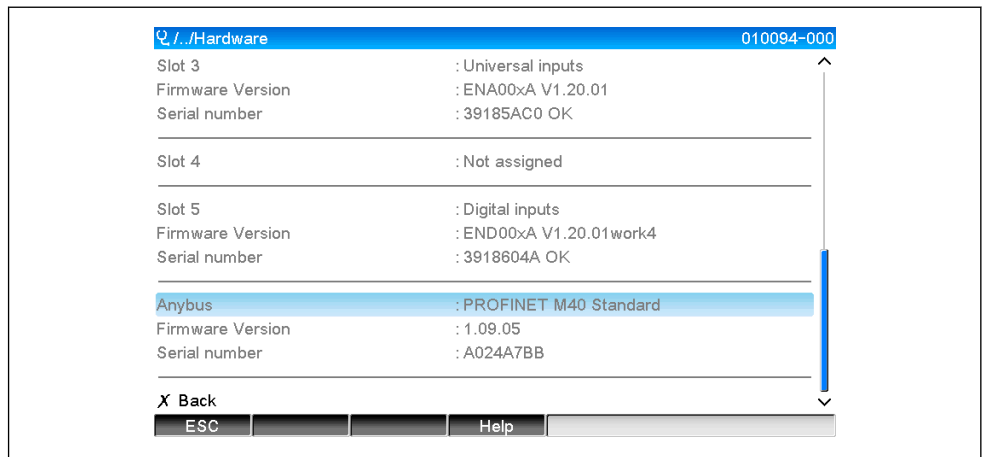 /../Hardware 010094-000
Slot 3 : Universal inputs
Firmware Version : ENA00xA V1.20.01
Serial number : 39185AC0 OK
Slot 4 : Not assigned
Slot 5 : Digital inputs
Firmware Version : END00xA V1.20.01work4
Serial number : 3918604A OK
Anybus : PROFINET M40 Standard
Firmware Version : 1.09.05
Serial number : A024A7BB
X Back
ESC Help